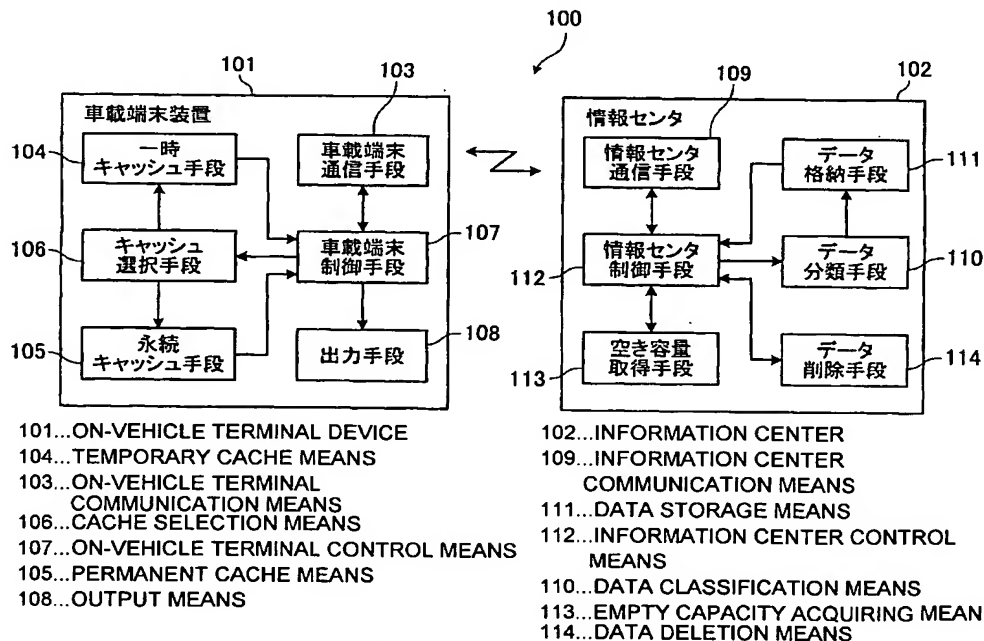 100
101
103
車載端末装置
104
一時
キャッシュ手段
車載端末
通信手段
106
キャッシュ
選択手段
車載端末
制御手段
107
105
永続
キャッシュ手段
出力手段
108
109
102
情報センタ
情報センタ
通信手段
データ
格納手段
111
112
情報センタ
制御手段
データ
分類手段
110
113
空き容量
取得手段
データ
削除手段
114
101...ON-VEHICLE TERMINAL DEVICE
104...TEMPORARY CACHE MEANS
103...ON-VEHICLE TERMINAL
COMMUNICATION MEANS
106...CACHE SELECTION MEANS
107...ON-VEHICLE TERMINAL CONTROL MEANS
105...PERMANENT CACHE MEANS
108...OUTPUT MEANS
102...INFORMATION CENTER
109...INFORMATION CENTER
COMMUNICATION MEANS
111...DATA STORAGE MEANS
112...INFORMATION CENTER CONTROL
MEANS
110...DATA CLASSIFICATION MEANS
113...EMPTY CAPACITY ACQUIRING MEAN
114...DATA DELETION MEANS